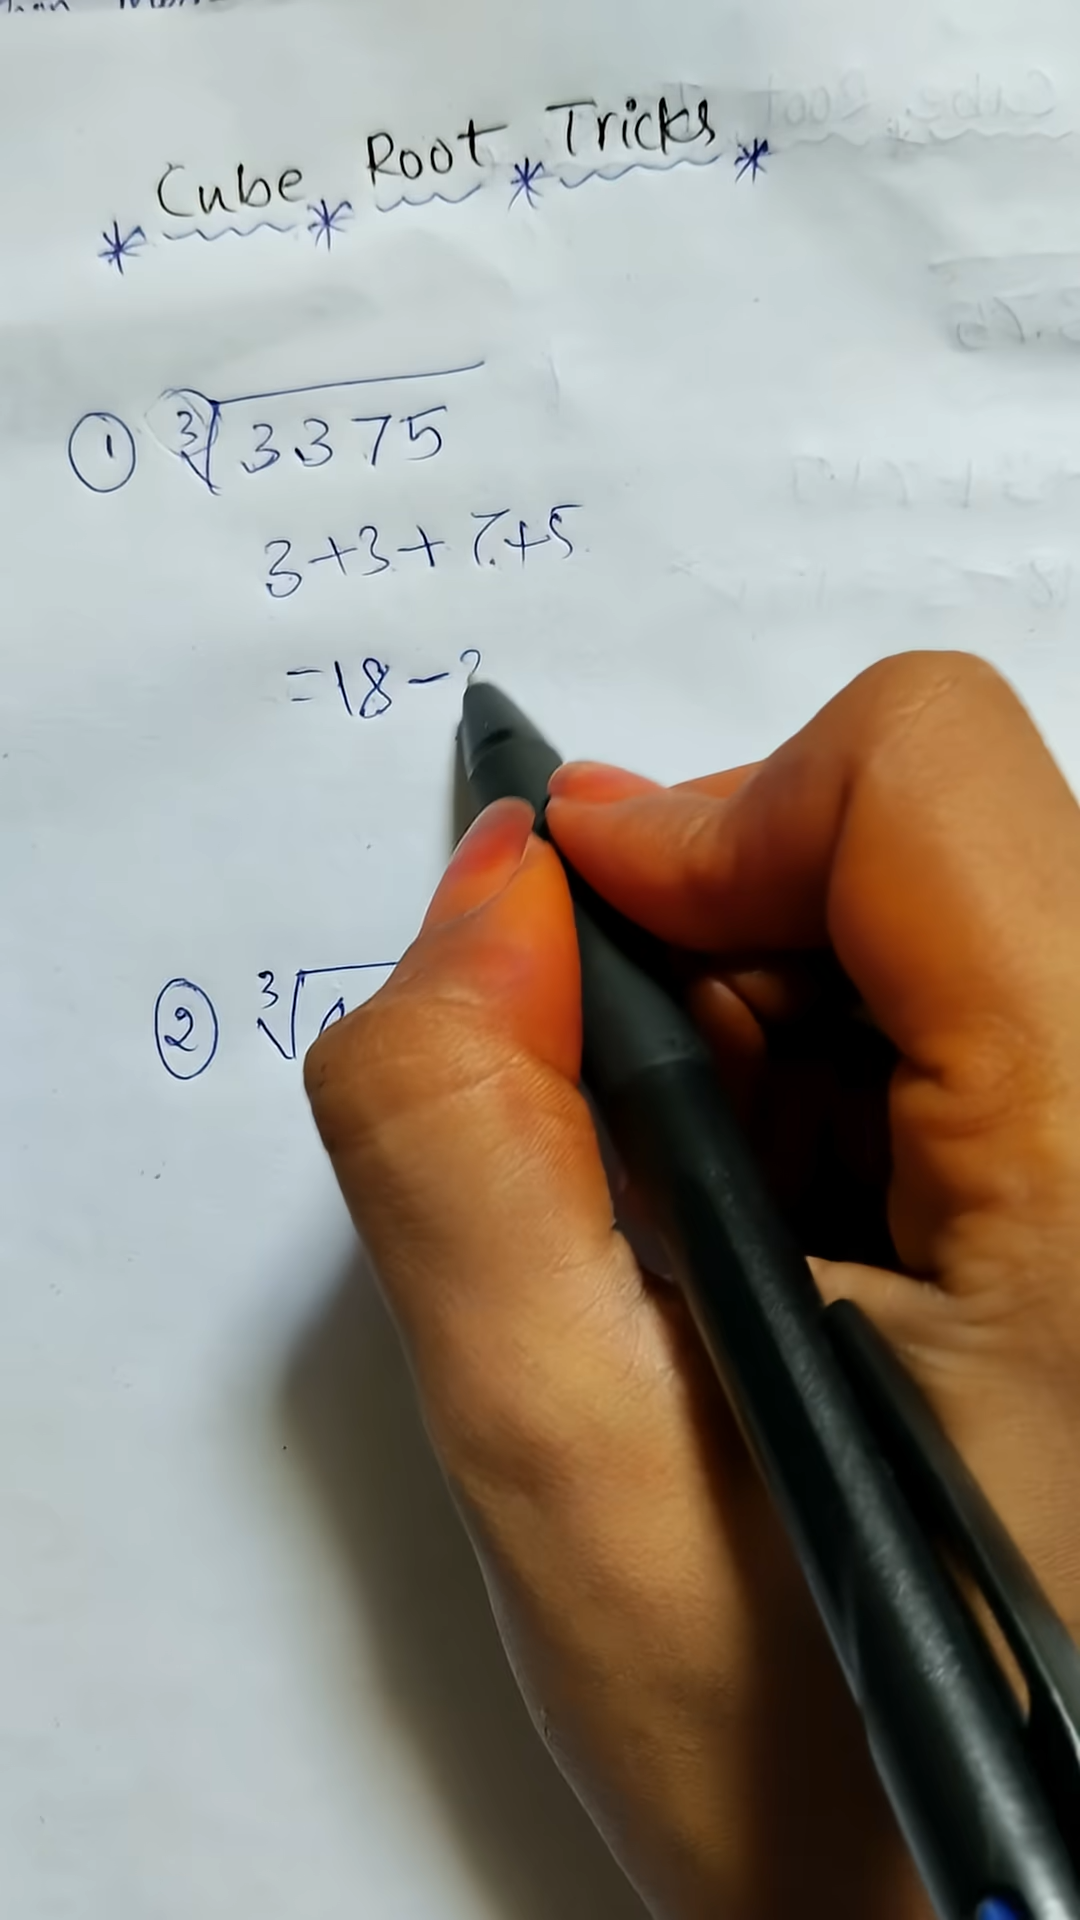 Cube Root Tricks
① ∛3375
3+3+7+5
=18-
② ∛